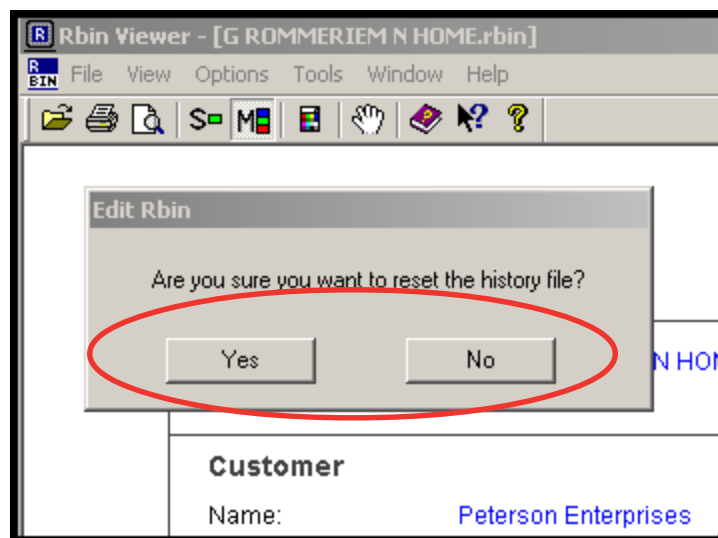 Rbin Viewer - [G ROMMERIEM N HOME.rbin]
R BIN File View Options Tools Window Help
S M
Edit Rbin
Are you sure you want to reset the history file?
Yes No
Customer
Name: Peterson Enterprises